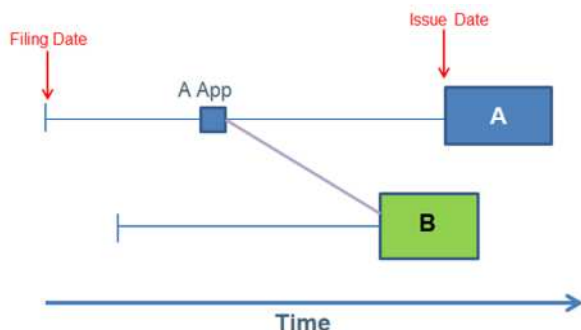 Issue Date
Filing Date
A App
A
B
Time